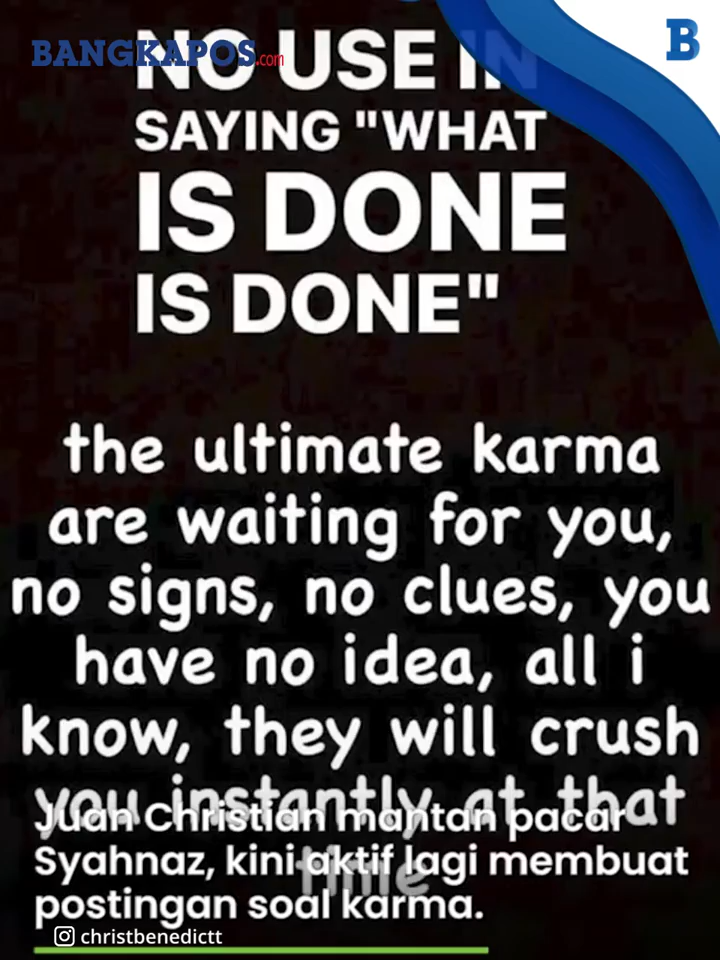 BANGKAPOS.com
B
NO USE IN
SAYING "WHAT
IS DONE
IS DONE"
the ultimate karma
are waiting for you,
no signs, no clues, you
have no idea, all i
know, they will crush
you instantly at that
time
Juan Christian mantan pacar
Syahnaz, kini aktif lagi membuat
postingan soal karma.
christbenedictt